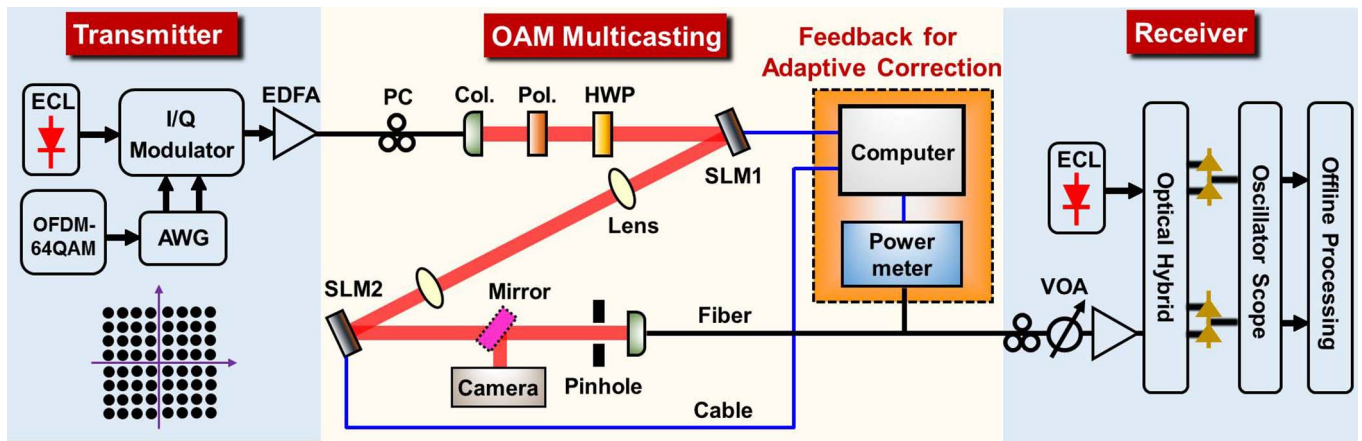 Transmitter
ECL
I/Q
Modulator
EDFA
OFDM-
64QAM
AWG
OAM Multicasting
PC
Col.
Pol.
HWP
SLM1
Lens
SLM2
Mirror
Camera
Pinhole
Fiber
Cable
Feedback for
Adaptive Correction
Computer
Power
meter
Receiver
ECL
VOA
Optical Hybrid
Oscillator Scope
Offline Processing